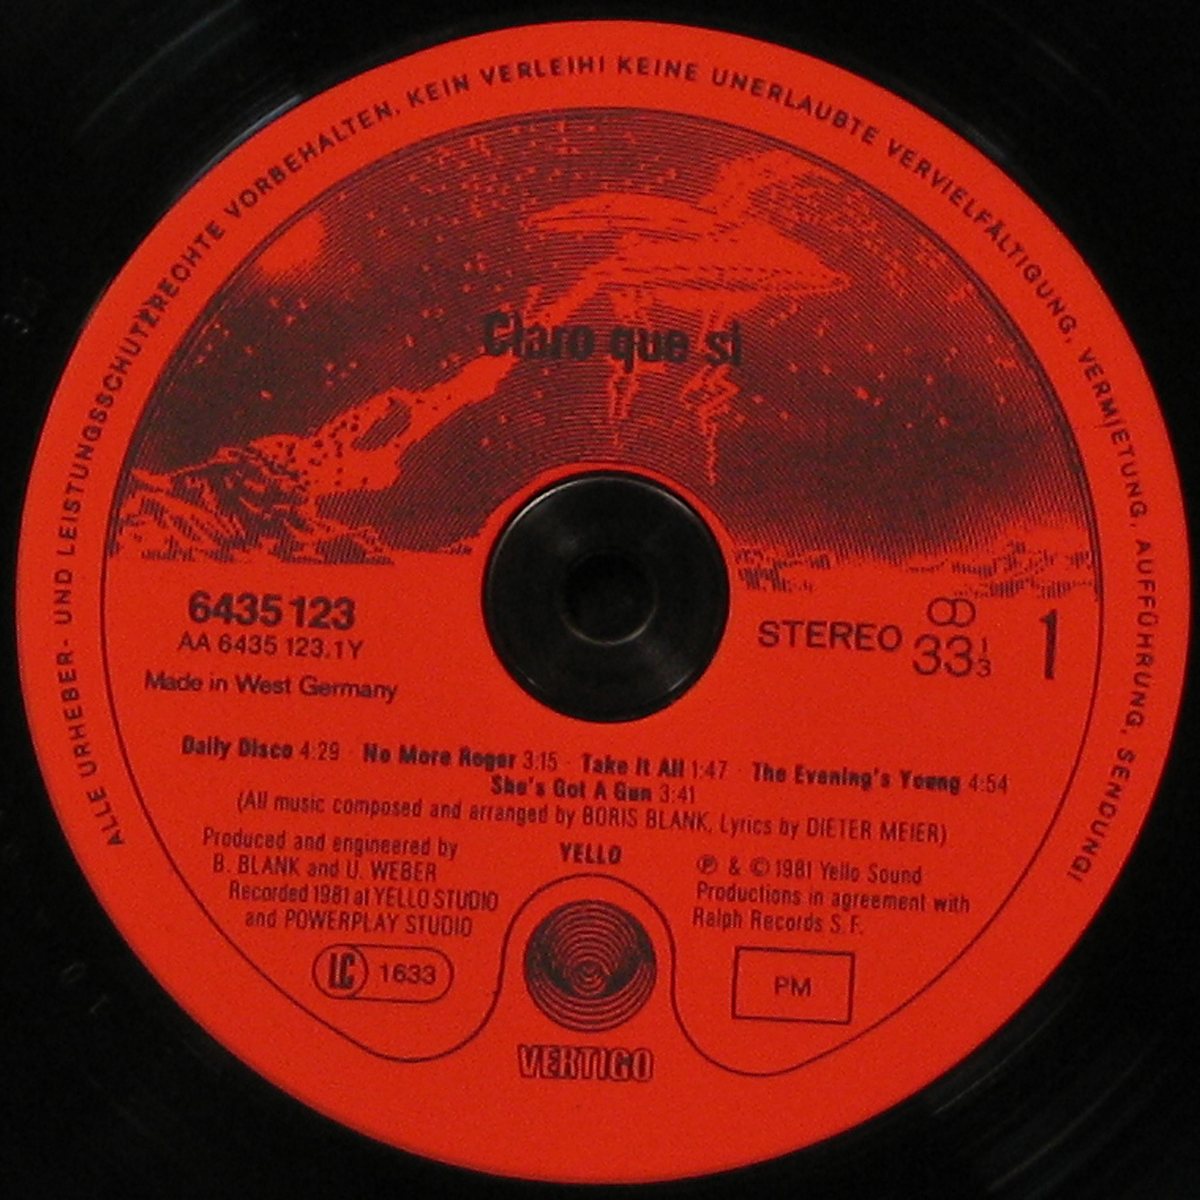 ALLE URHEBER- UND LEISTUNGSSCHUTZRECHTE VORBEHALTEN. KEIN VERLEIH! KEINE UNERLAUBTE VERVIELFÄLTIGUNG, VERMIETUNG, AUFFÜHRUNG, SENDUNG!
Claro que si
6435 123
AA 6435 123.1Y
Made in West Germany
STEREO 33 1/3
1
Daily Disco 4:29 · No More Roger 3:15 · Take It All 1:47 · The Evening's Young 4:54
She's Got A Gun 3:41
(All music composed and arranged by BORIS BLANK, Lyrics by DIETER MEIER)
Produced and engineered by
B. BLANK and U. WEBER
Recorded 1981 at YELLO STUDIO
and POWERPLAY STUDIO
YELLO
℗ & © 1981 Yello Sound
Productions in agreement with
Ralph Records S.F.
LC 1633
PM
VERTIGO